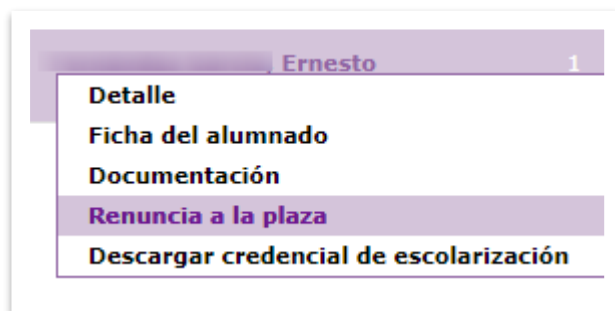 , Ernesto 1
Detalle
Ficha del alumnado
Documentación
Renuncia a la plaza
Descargar credencial de escolarización